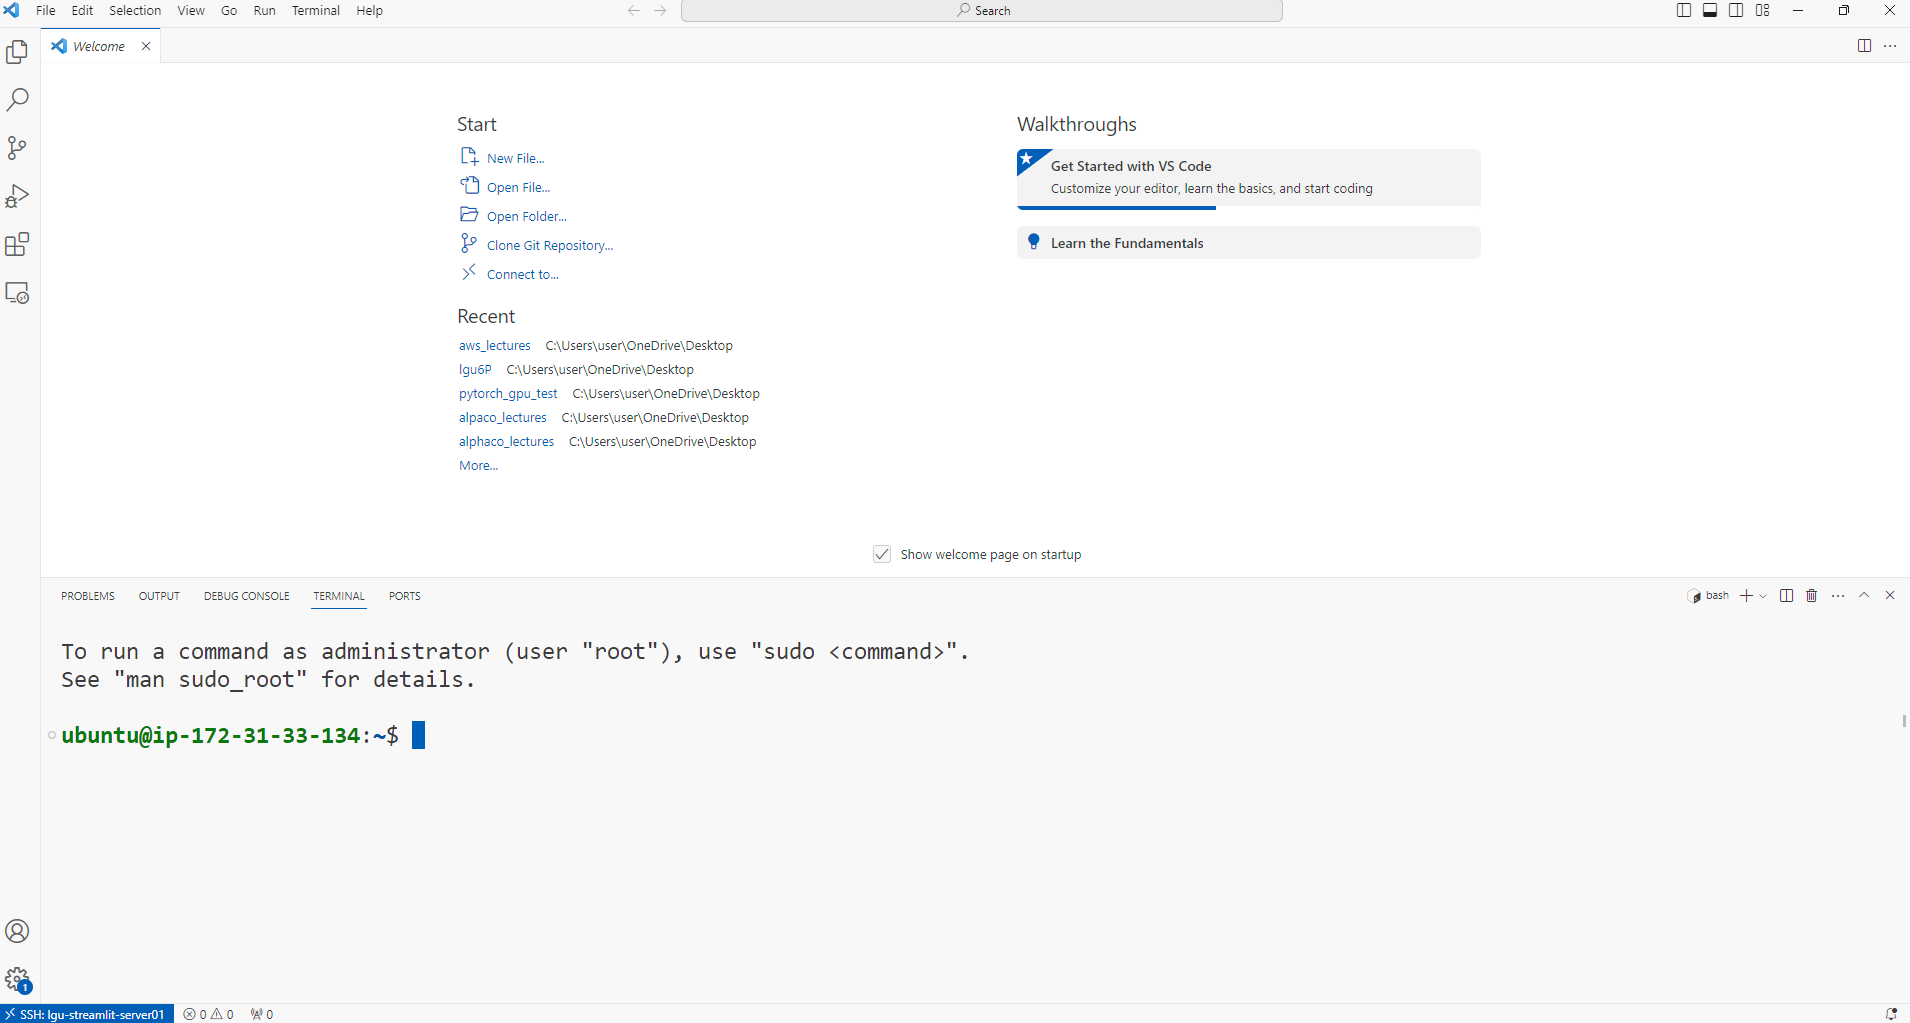 File Edit Selection View Go Run Terminal Help Search
Welcome
Start
New File...
Open File...
Open Folder...
Clone Git Repository...
Connect to...
Recent
aws_lectures C:\Users\user\OneDrive\Desktop
lgu6P C:\Users\user\OneDrive\Desktop
pytorch_gpu_test C:\Users\user\OneDrive\Desktop
alpaco_lectures C:\Users\user\OneDrive\Desktop
alphaco_lectures C:\Users\user\OneDrive\Desktop
More...
Walkthroughs
Get Started with VS Code
Customize your editor, learn the basics, and start coding
Learn the Fundamentals
Show welcome page on startup
PROBLEMS OUTPUT DEBUG CONSOLE TERMINAL PORTS bash
To run a command as administrator (user "root"), use "sudo <command>".
See "man sudo_root" for details.
ubuntu@ip-172-31-33-134:~$
1
SSH: lgu-streamlit-server01 0 0 0